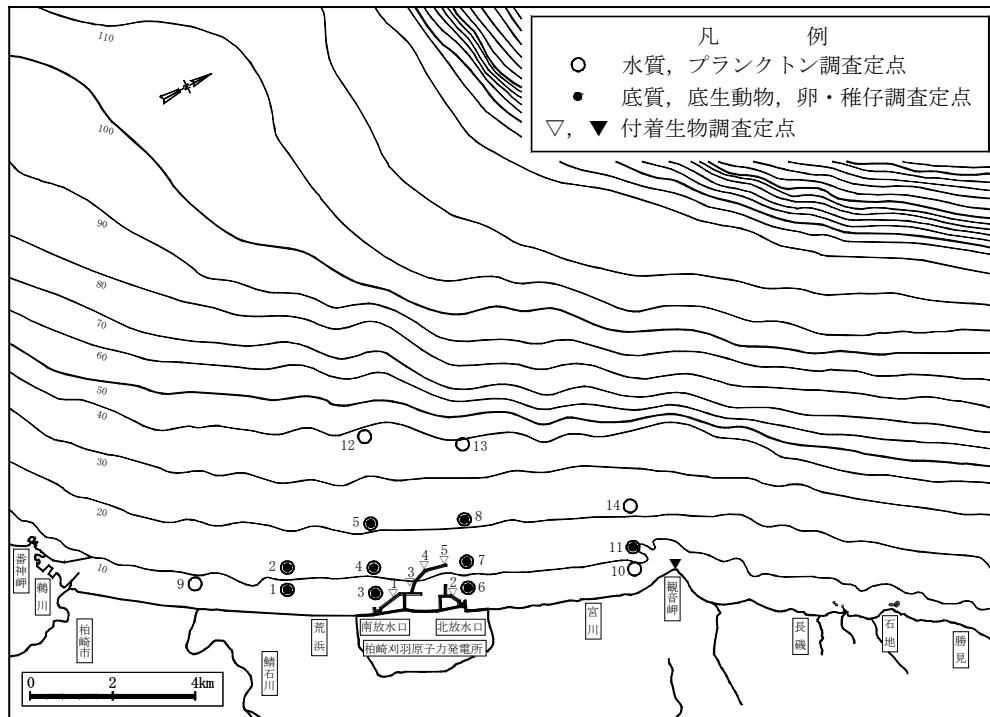 凡 例
水質，プランクトン調査定点
底質，底生動物，卵・稚仔調査定点
▽，▼ 付着生物調査定点
110
100
90
80
70
60
50
40
30
20
10
12
13
14
5
8
11
2
4
7
9
1
3
6
10
4
5
3
1
2
番神岬
鵜川
柏崎市
鯖石川
荒浜
南放水口
北放水口
柏崎刈羽原子力発電所
宮川
観音岬
長磯
石地
勝見
0 2 4km